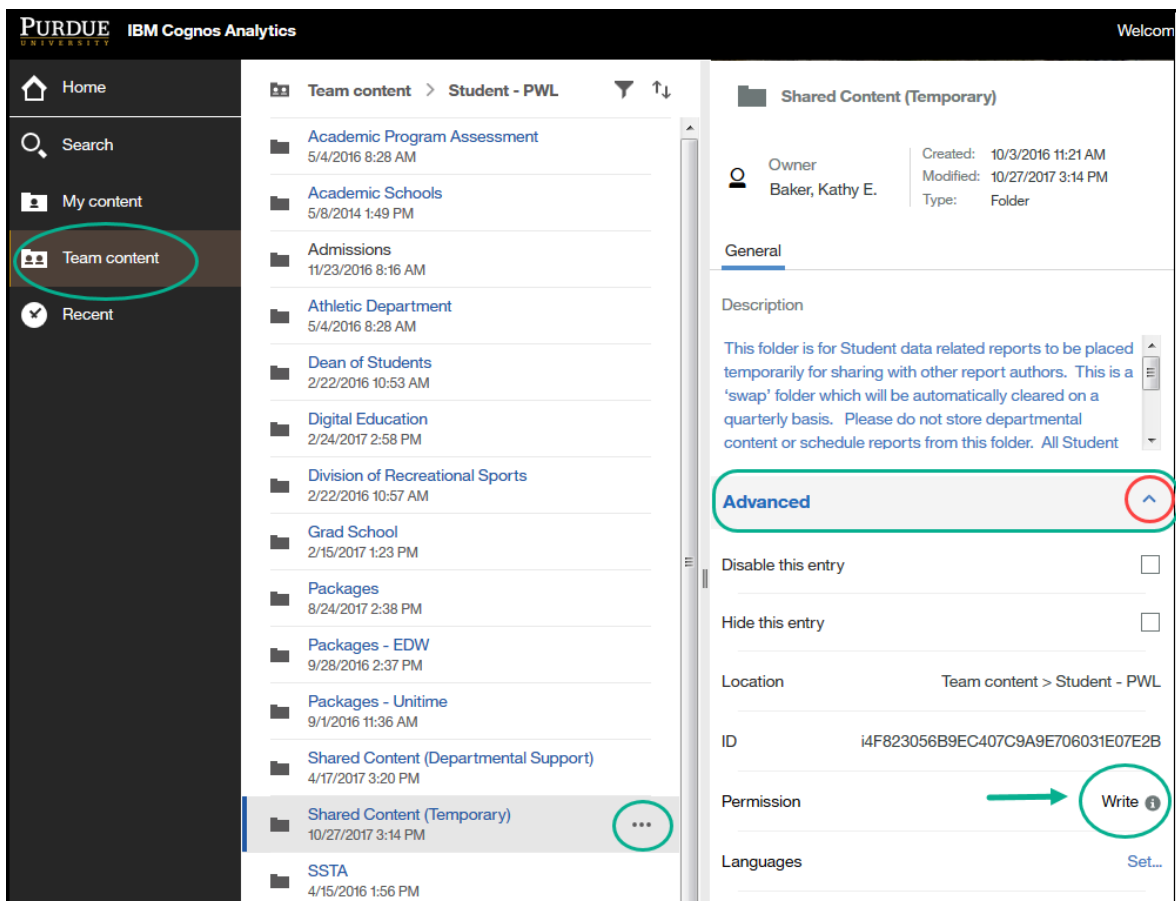 PURDUE
UNIVERSITY
IBM Cognos Analytics
Welcom
Home
Search
My content
Team content
Recent
Team content > Student - PWL
Academic Program Assessment
5/4/2016 8:28 AM
Academic Schools
5/8/2014 1:49 PM
Admissions
11/23/2016 8:16 AM
Athletic Department
5/4/2016 8:28 AM
Dean of Students
2/22/2016 10:53 AM
Digital Education
2/24/2017 2:58 PM
Division of Recreational Sports
2/22/2016 10:57 AM
Grad School
2/15/2017 1:23 PM
Packages
8/24/2017 2:38 PM
Packages - EDW
9/28/2016 2:37 PM
Packages - Unitime
9/1/2016 11:36 AM
Shared Content (Departmental Support)
4/17/2017 3:20 PM
Shared Content (Temporary)
10/27/2017 3:14 PM
SSTA
4/15/2016 1:56 PM
Shared Content (Temporary)
Owner
Baker, Kathy E.
Created: 10/3/2016 11:21 AM
Modified: 10/27/2017 3:14 PM
Type: Folder
General
Description
This folder is for Student data related reports to be placed
temporarily for sharing with other report authors. This is a
‘swap’ folder which will be automatically cleared on a
quarterly basis. Please do not store departmental
content or schedule reports from this folder. All Student
Advanced
Disable this entry
Hide this entry
Location Team content > Student - PWL
ID i4F823056B9EC407C9A9E706031E07E2B
Permission Write
Languages Set...